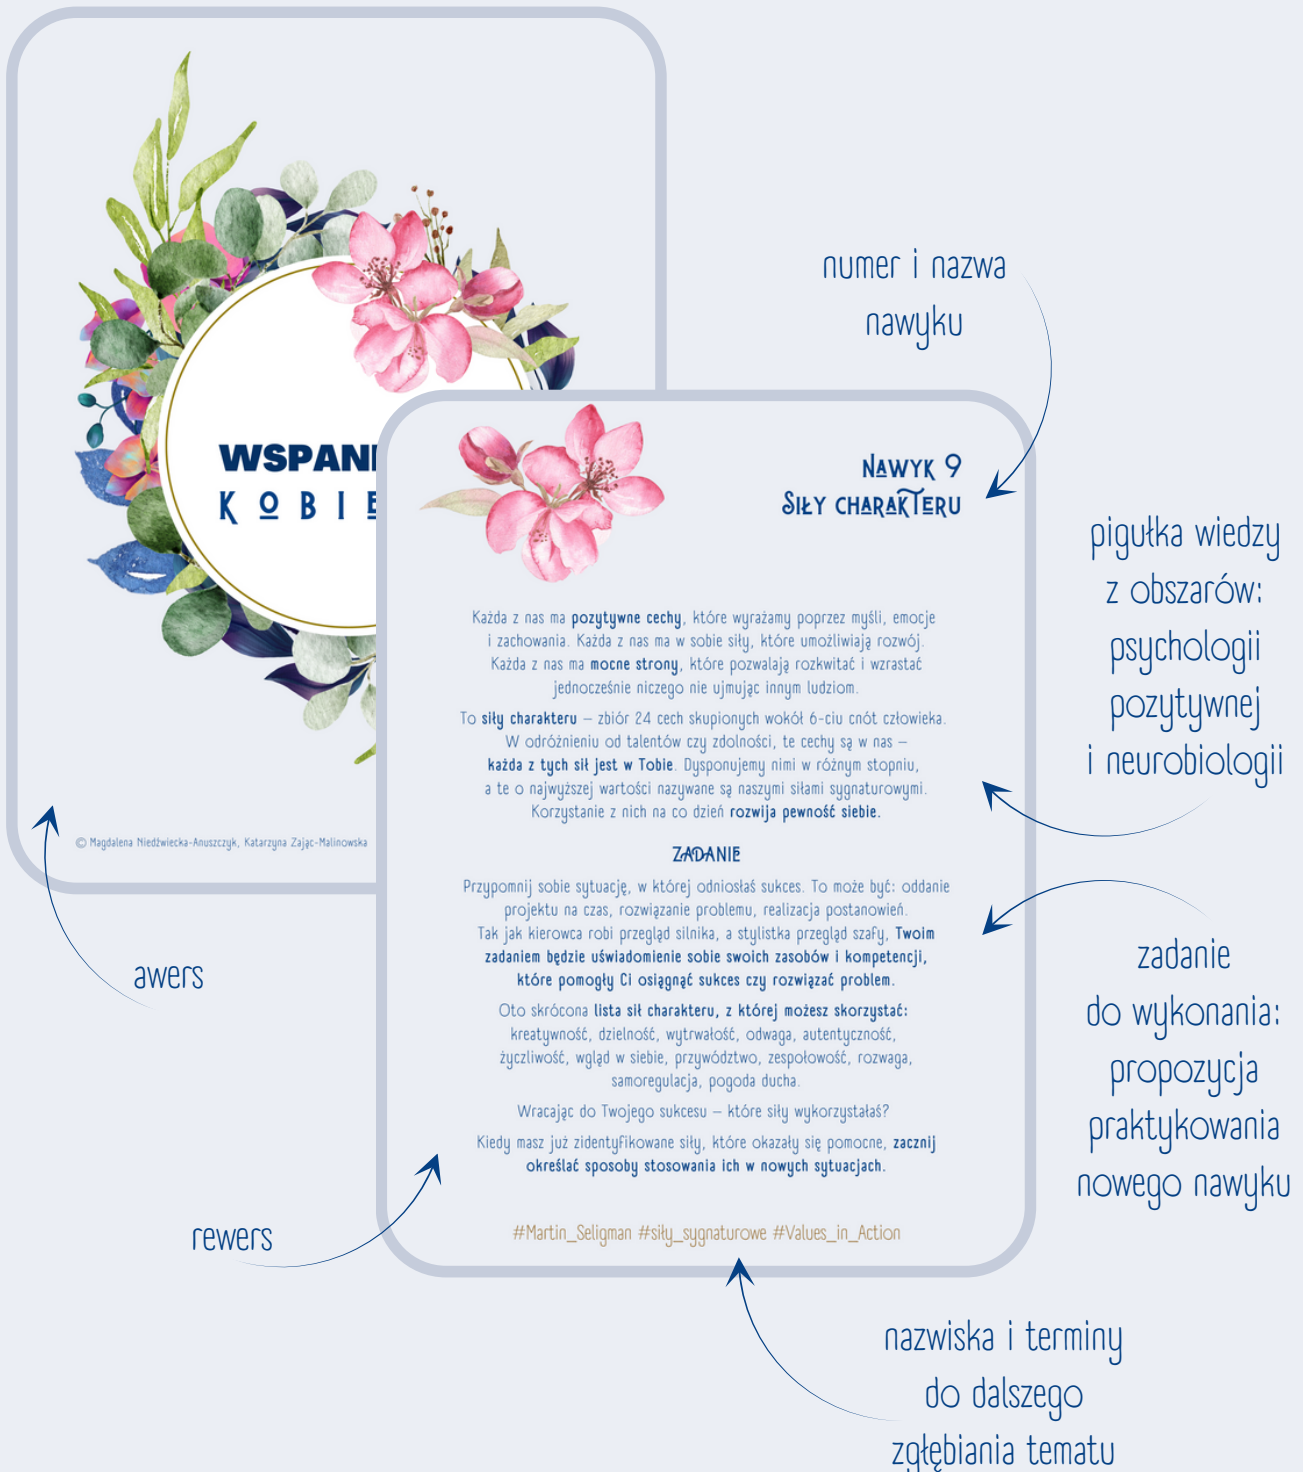 WSPANI
KOBIE
© Magdalena Niedźwiecka-Anuszczyk, Katarzyna Zając-Malinowska
awers
numer i nazwa
nawyku
NAWYK 9
SIŁY CHARAKTERU
Każda z nas ma pozytywne cechy, które wyrażamy poprzez myśli, emocje
i zachowania. Każda z nas ma w sobie siły, które umożliwiają rozwój.
Każda z nas ma mocne strony, które pozwalają rozkwitać i wzrastać
jednocześnie niczego nie ujmując innym ludziom.
To siły charakteru – zbiór 24 cech skupionych wokół 6-ciu cnót człowieka.
W odróżnieniu od talentów czy zdolności, te cechy są w nas –
każda z tych sił jest w Tobie. Dysponujemy nimi w różnym stopniu,
a te o najwyższej wartości nazywane są naszymi siłami sygnaturowymi.
Korzystanie z nich na co dzień rozwija pewność siebie.
ZADANIE
Przypomnij sobie sytuację, w której odniosłaś sukces. To może być: oddanie
projektu na czas, rozwiązanie problemu, realizacja postanowień.
Tak jak kierowca robi przegląd silnika, a stylistka przegląd szafy, Twoim
zadaniem będzie uświadomienie sobie swoich zasobów i kompetencji,
które pomogły Ci osiągnąć sukces czy rozwiązać problem.
Oto skrócona lista sił charakteru, z której możesz skorzystać:
kreatywność, dzielność, wytrwałość, odwaga, autentyczność,
życzliwość, wgląd w siebie, przywództwo, zespołowość, rozwaga,
samoregulacja, pogoda ducha.
Wracając do Twojego sukcesu – które siły wykorzystałaś?
Kiedy masz już zidentyfikowane siły, które okazały się pomocne, zacznij
określać sposoby stosowania ich w nowych sytuacjach.
#Martin_Seligman #siły_sygnaturowe #Values_in_Action
pigułka wiedzy
z obszarów:
psychologii
pozytywnej
i neurobiologii
zadanie
do wykonania:
propozycja
praktykowania
nowego nawyku
rewers
nazwiska i terminy
do dalszego
zgłębiania tematu